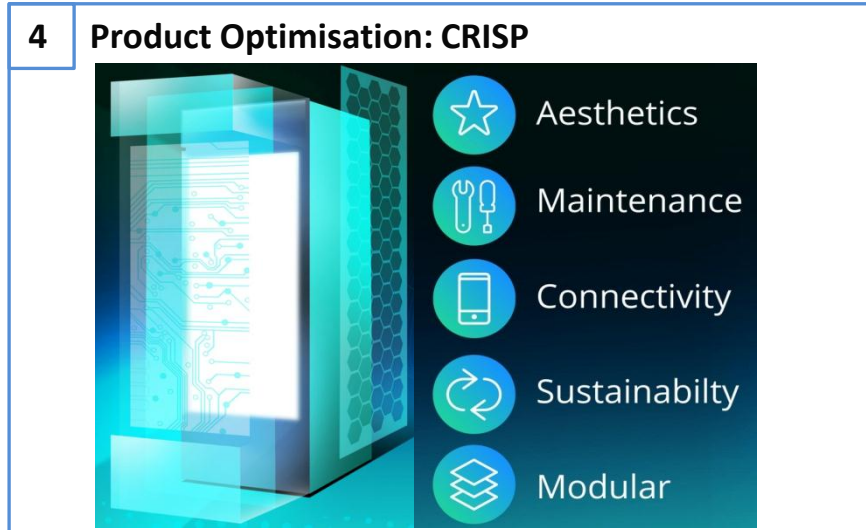 4
Product Optimisation: CRISP
Aesthetics
Maintenance
Connectivity
Sustainabilty
Modular